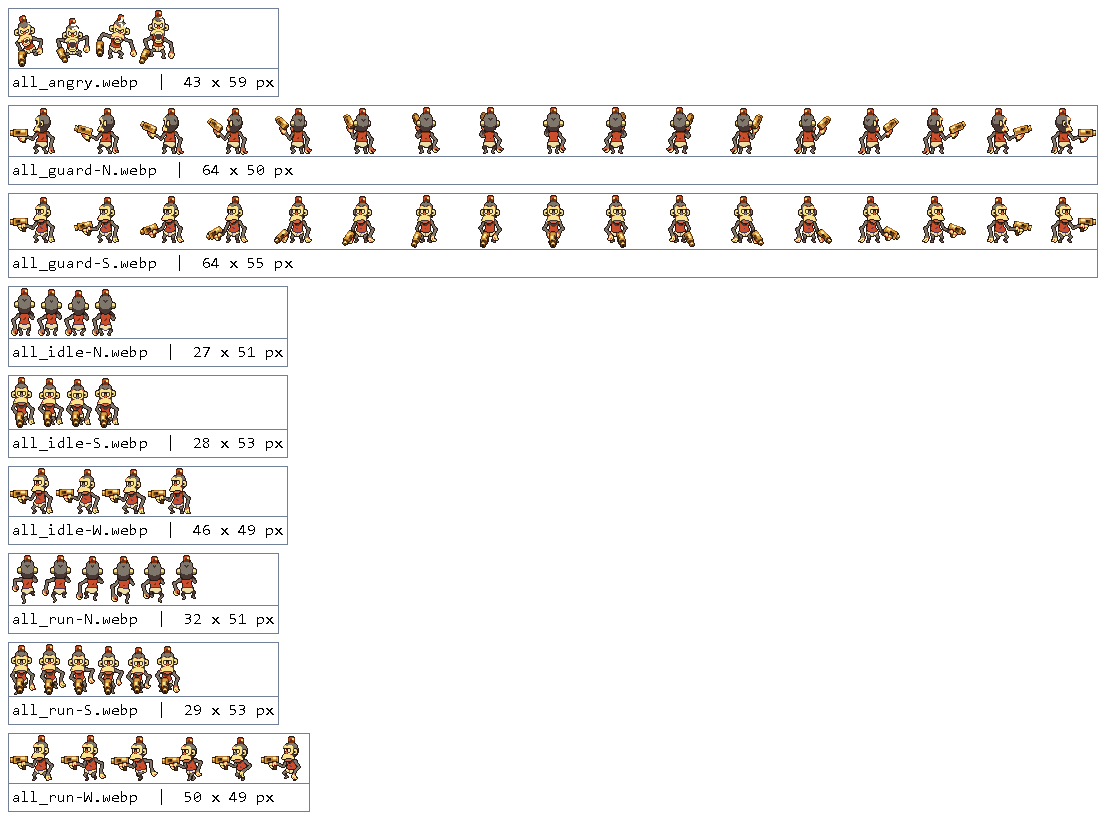 all_angry.webp | 43 x 59 px
all_guard-N.webp | 64 x 50 px
all_guard-S.webp | 64 x 55 px
all_idle-N.webp | 27 x 51 px
all_idle-S.webp | 28 x 53 px
all_idle-W.webp | 46 x 49 px
all_run-N.webp | 32 x 51 px
all_run-S.webp | 29 x 53 px
all_run-W.webp | 50 x 49 px